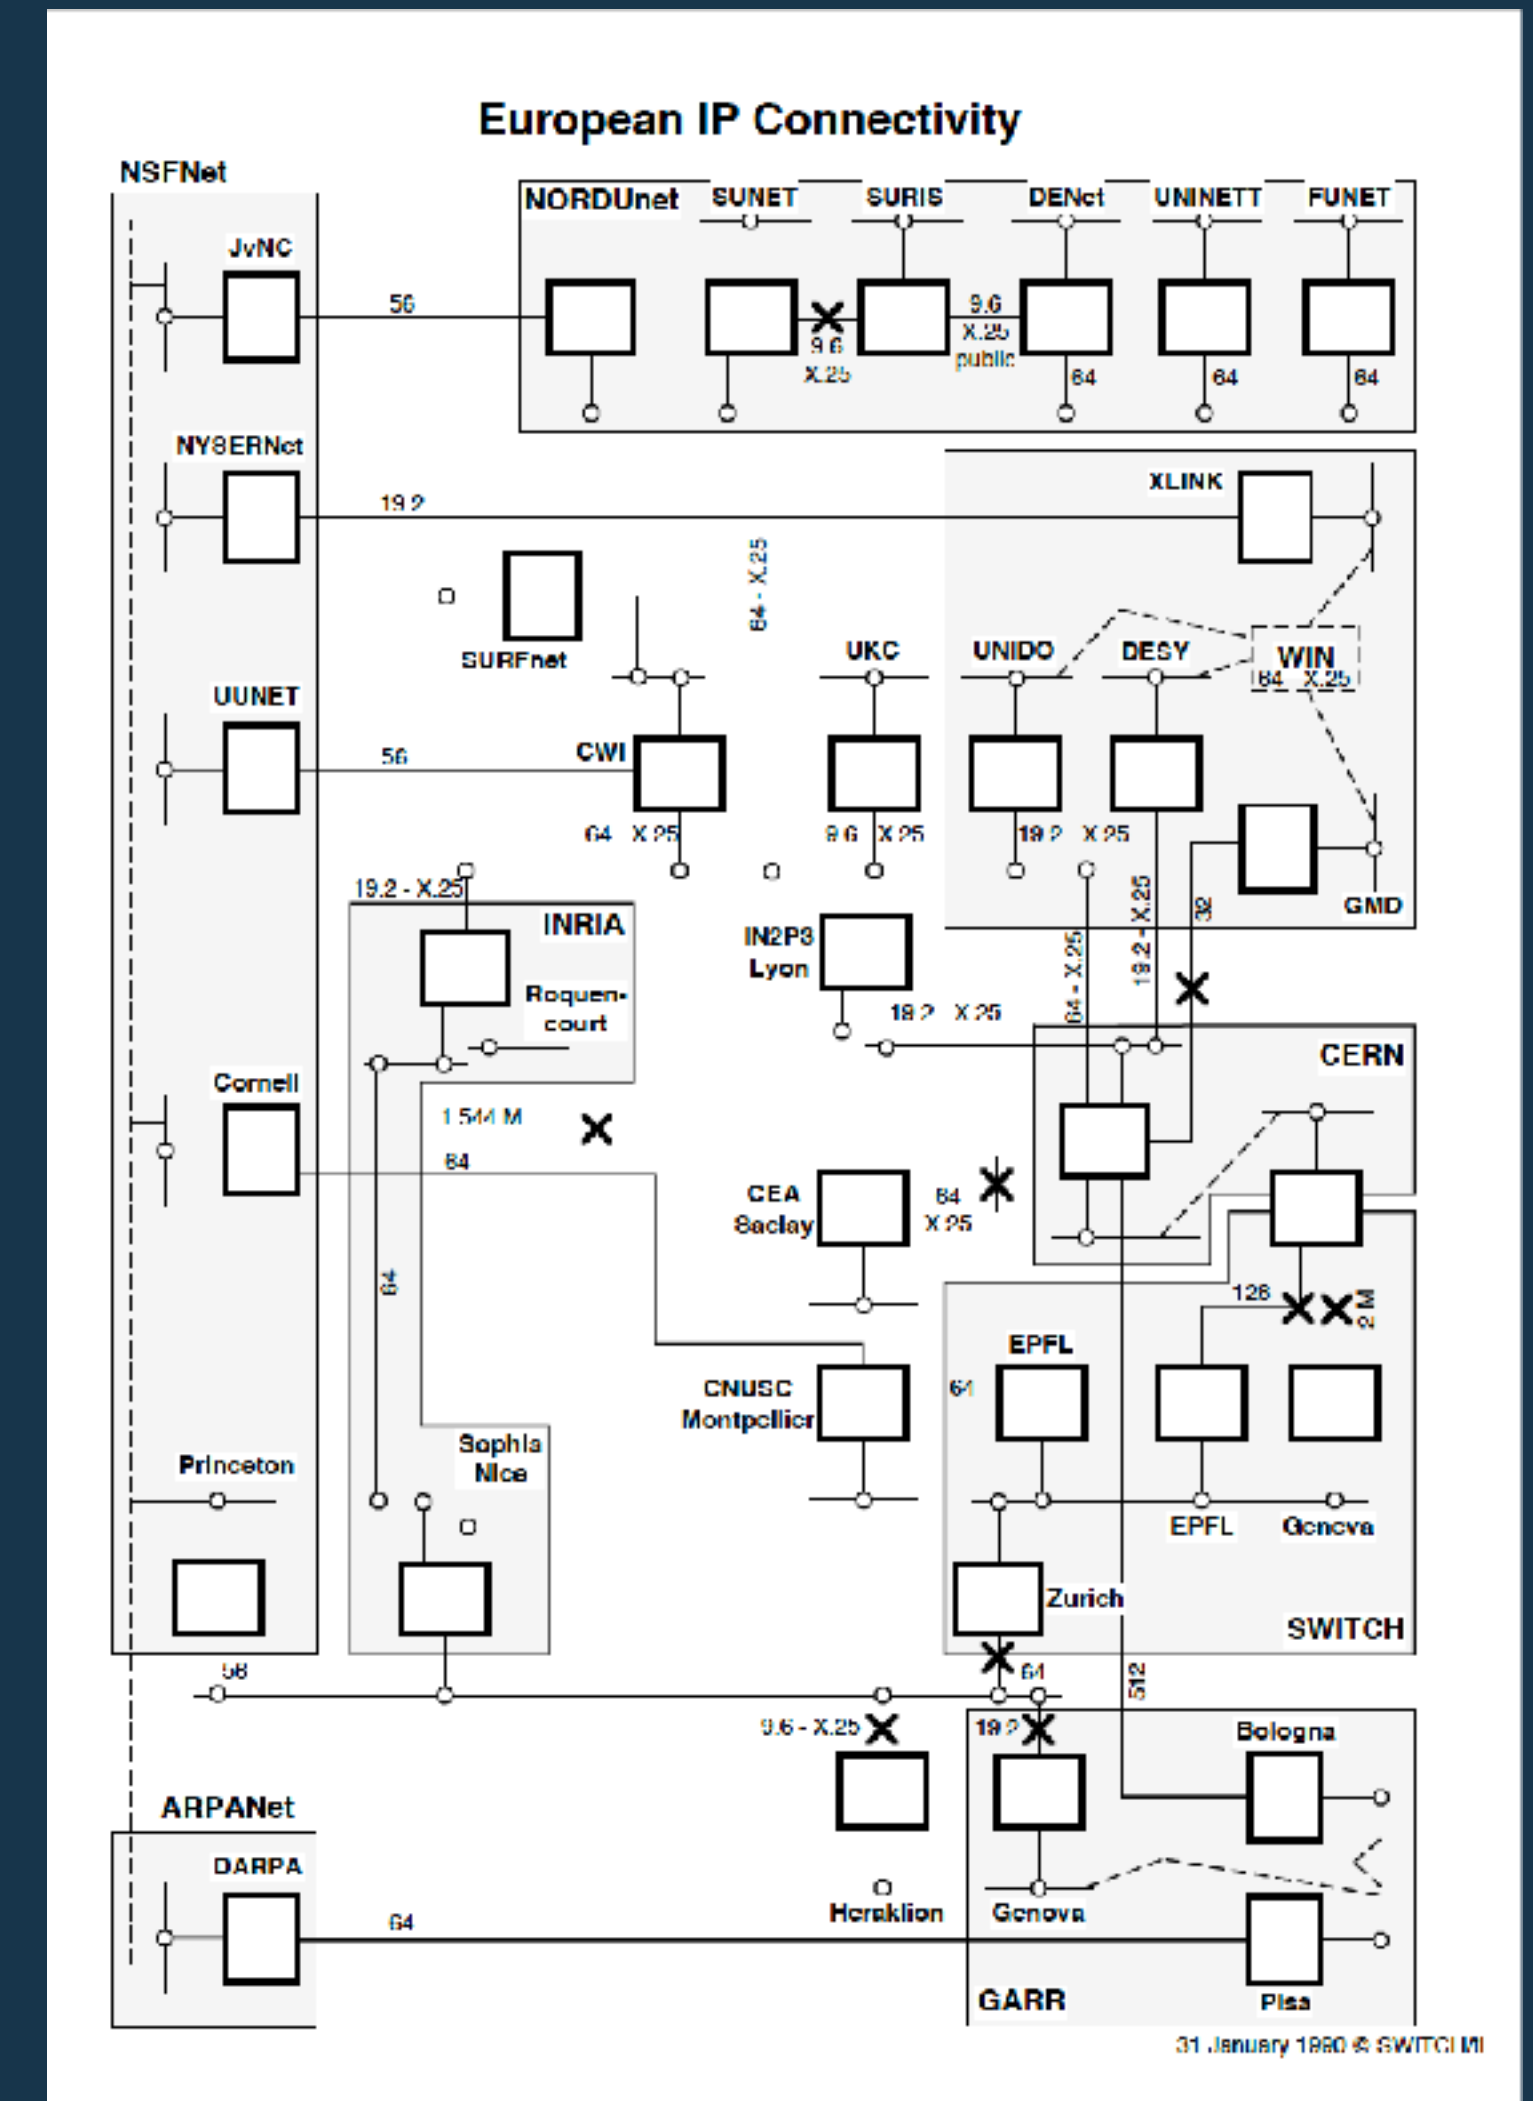 European IP Connectivity
NSFNet
NORDUnet
SUNET
SURIS
DENet
UNINETT
FUNET
JvNC
56
9.6
X.25
9.6
X.25
public
64
64
64
NYSERNet
19.2
XLINK
64 - X.25
SURFnet
UKC
UNIDO
DESY
WIN
64 X.25
UUNET
56
CWI
64 X.25
9.6 X.25
19.2 X.25
19.2 - X.25
INRIA
IN2P3
Lyon
64 - X.25
19.2 - X.25
32
GMD
Roquen-
court
19.2 X.25
CERN
Cornell
1.544 M
64
CEA
Saclay
64
X.25
64
128
2 M
EPFL
CNUSC
Montpellier
64
Sophia
Nice
Princeton
EPFL
Geneva
Zurich
SWITCH
56
64
512
9.6 - X.25
19.2
Bologna
ARPANet
DARPA
64
Heraklion
Genova
GARR
Pisa
31 January 1990 ©